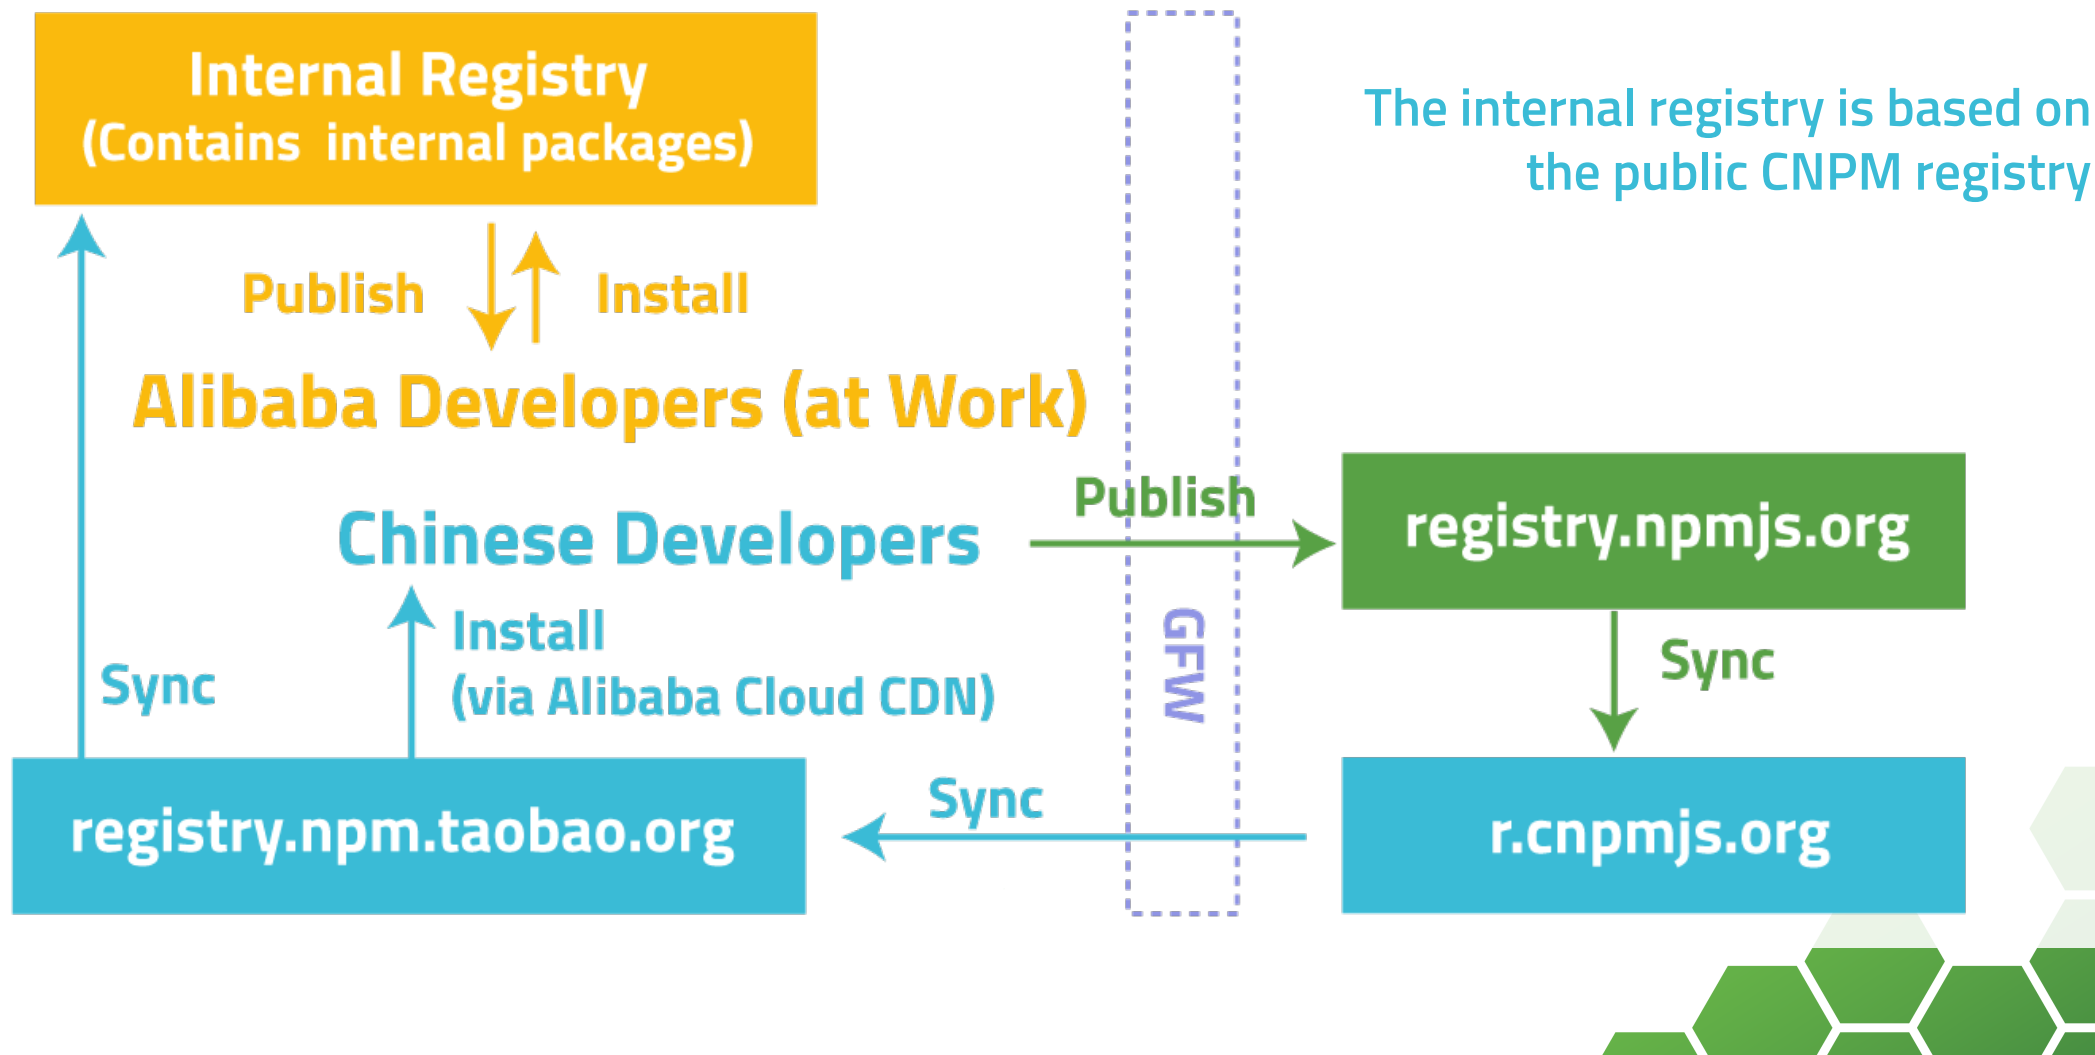 Internal Registry
(Contains internal packages)
The internal registry is based on
the public CNPM registry
Publish
Install
Alibaba Developers (at Work)
Publish
registry.npmjs.org
Chinese Developers
Install
(via Alibaba Cloud CDN)
GFW
Sync
Sync
registry.npm.taobao.org
Sync
r.cnpmjs.org